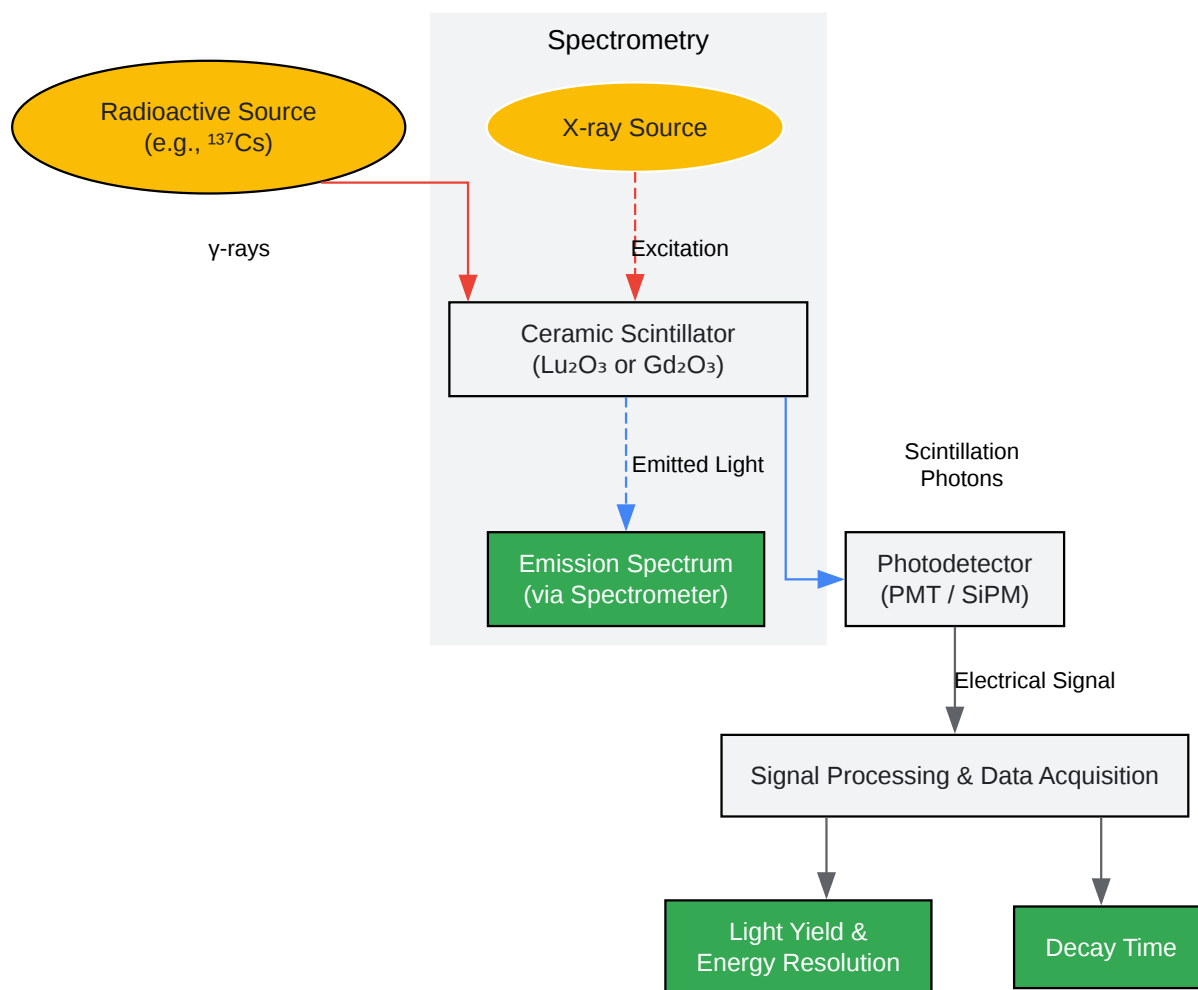 Spectrometry
Radioactive Source
(e.g., ¹³⁷Cs)
X-ray Source
γ-rays
Excitation
Ceramic Scintillator
(Lu₂O₃ or Gd₂O₃)
Emitted Light
Scintillation
Photons
Emission Spectrum
(via Spectrometer)
Photodetector
(PMT / SiPM)
Electrical Signal
Signal Processing & Data Acquisition
Light Yield &
Energy Resolution
Decay Time